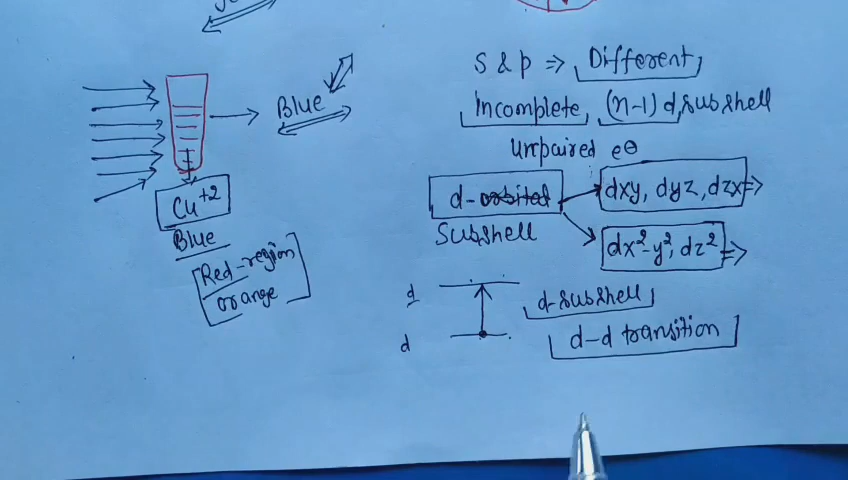 Blue
Cu+2
Blue
Red-region
orange
S & p ⇒ Different
Incomplete, (n-1) d, subshell
Unpaired e⊖
d-orbital
Subshell
dxy, dyz, dzx ⇒
dx²-y², dz² ⇒
d
d
d-subshell
d-d transition